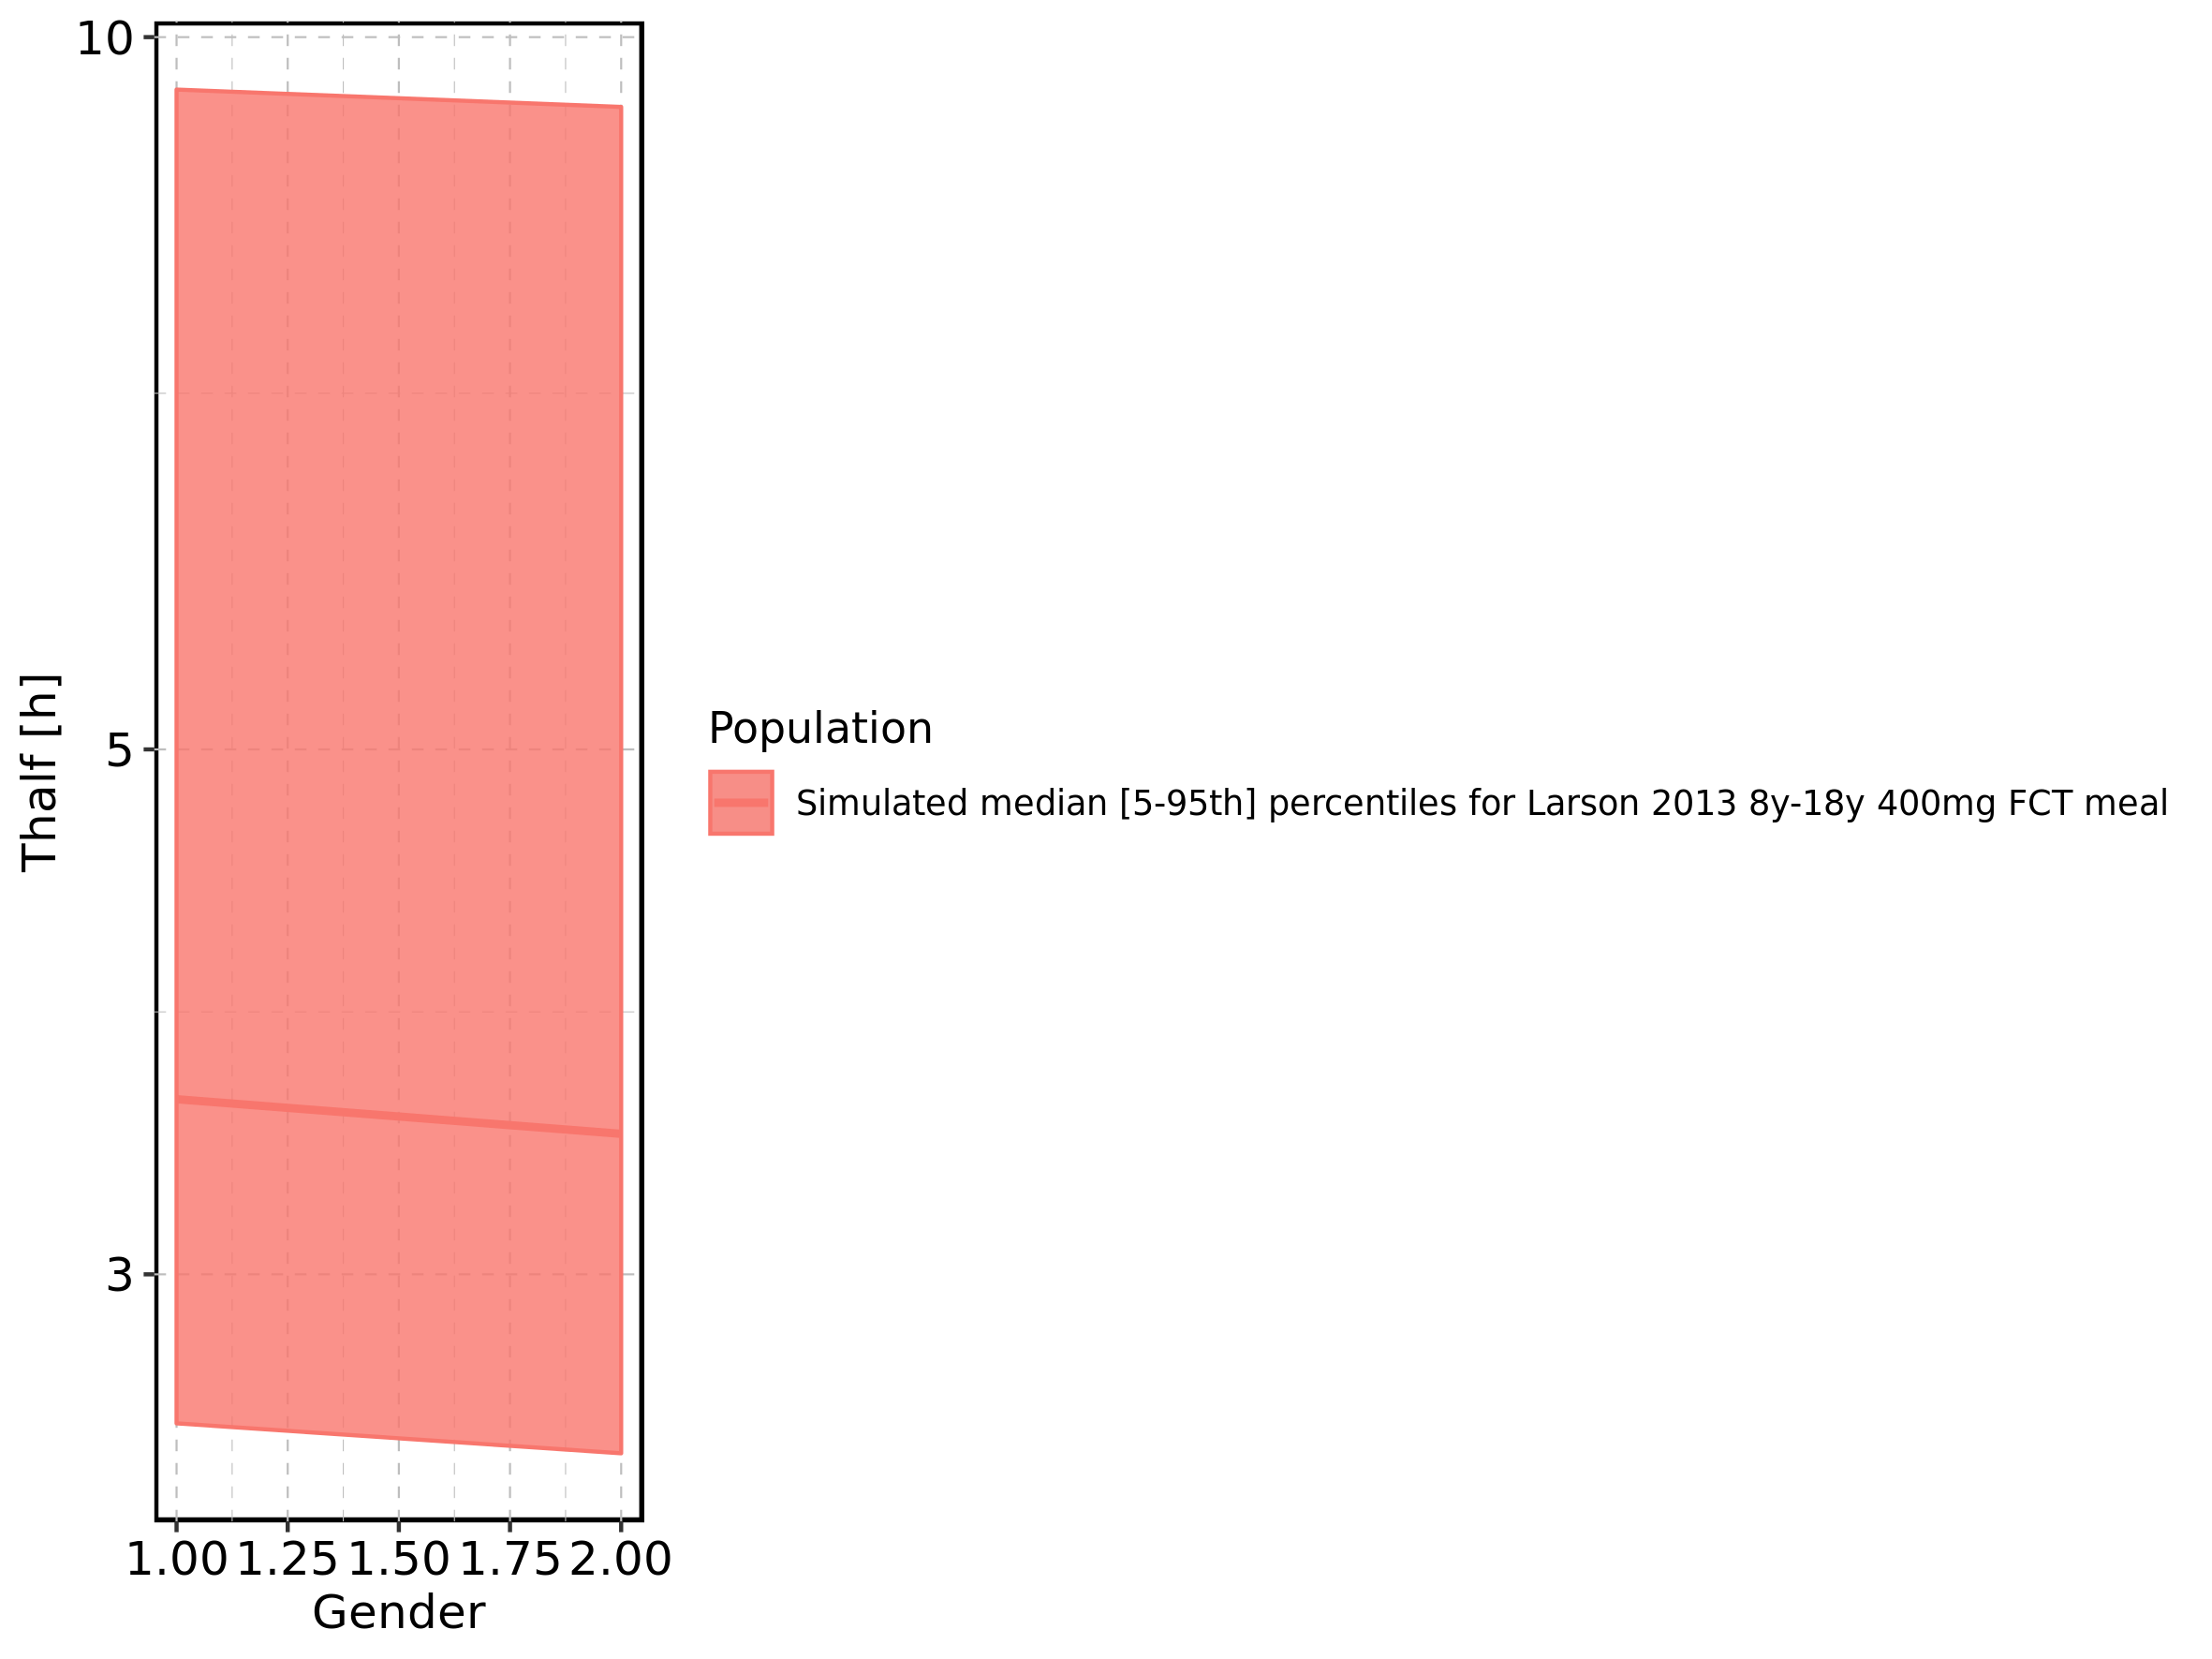 10
5
3
Thalf [h]
1.00 1.25 1.50 1.75 2.00
Gender
Population
Simulated median [5-95th] percentiles for Larson 2013 8y-18y 400mg FCT meal